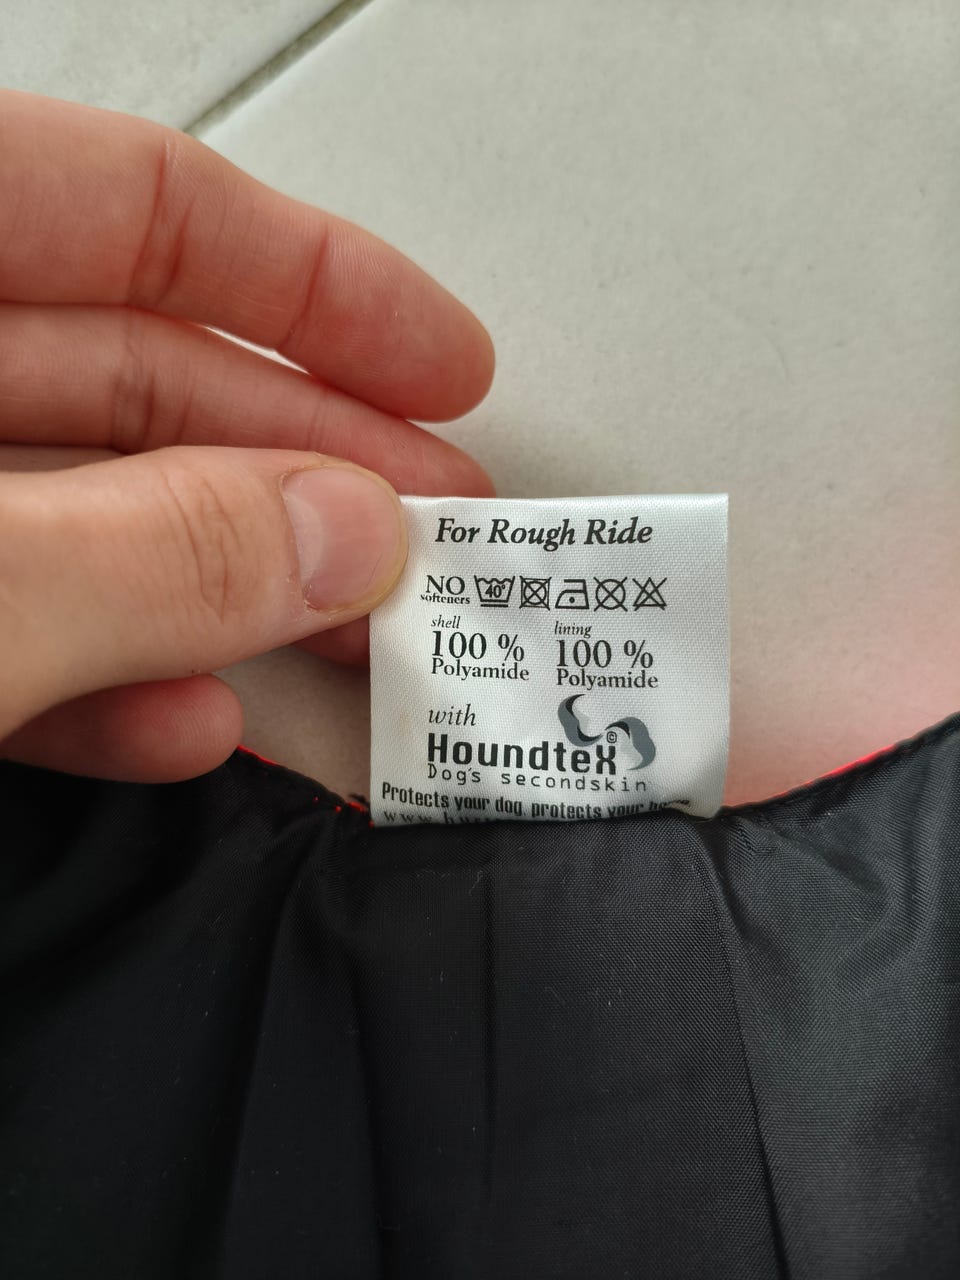 For Rough Ride
NO
softeners
40°
shell
100 %
Polyamide
lining
100 %
Polyamide
with
Houndtex©
Dog's secondskin
Protects your dog, protects your
www.